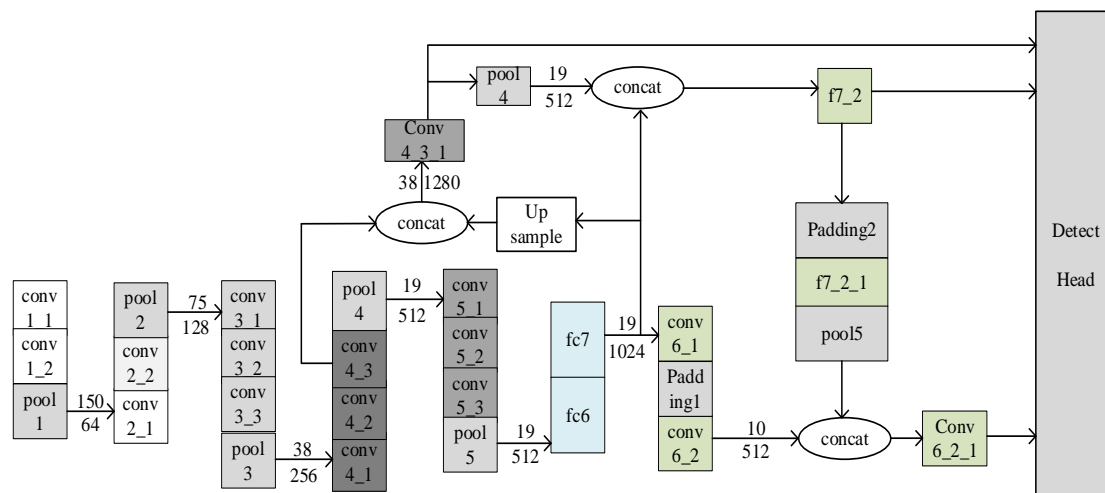 conv
1_1
conv
1_2
pool
1
150
64
pool
2
conv
2_2
conv
2_1
75
128
conv
3_1
conv
3_2
conv
3_3
pool
3
38
256
pool
4
conv
4_3
conv
4_2
conv
4_1
19
512
conv
5_1
conv
5_2
conv
5_3
pool
5
19
512
fc7
fc6
19
1024
conv
6_1
Padd
ing1
conv
6_2
10
512
concat
Up
sample
38
1280
Conv
4_3_1
pool
4
19
512
concat
f7_2
Padding2
f7_2_1
pool5
concat
Conv
6_2_1
Detect
Head